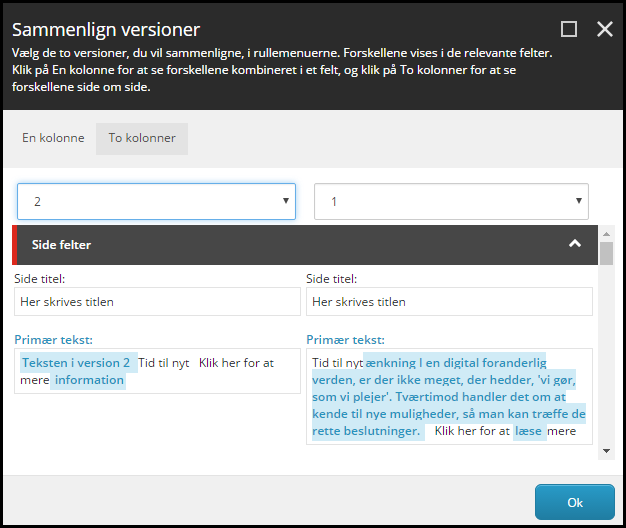 Sammenlign versioner
Vælg de to versioner, du vil sammenligne, i rullemenuerne. Forskellene vises i de relevante felter.
Klik på En kolonne for at se forskellene kombineret i et felt, og klik på To kolonner for at se
forskellene side om side.
En kolonne To kolonner
2 1
Side felter
Side titel: Side titel:
Her skrives titlen Her skrives titlen
Primær tekst: Primær tekst:
Teksten i version 2 Tid til nyt Klik her for at
mere information
Tid til nytænkning I en digital foranderlig
verden, er der ikke meget, der hedder, 'vi gør,
som vi plejer'. Tværtimod handler det om at
kende til nye muligheder, så man kan træffe de
rette beslutninger. Klik her for at læse mere
Ok